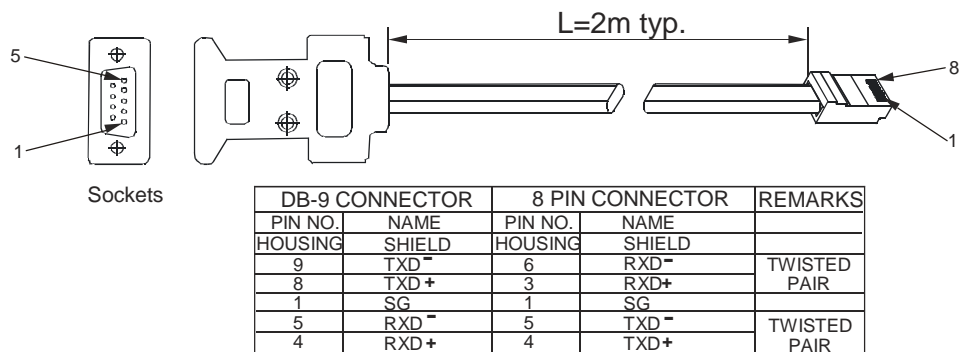 L=2m typ.
5
8
1
1
Sockets
DB-9 CONNECTOR 8 PIN CONNECTOR REMARKS
PIN NO. NAME PIN NO. NAME
HOUSING SHIELD HOUSING SHIELD
9 TXD- 6 RXD- TWISTED
8 TXD+ 3 RXD+ PAIR
1 SG 1 SG
5 RXD- 5 TXD- TWISTED
4 RXD+ 4 TXD+ PAIR